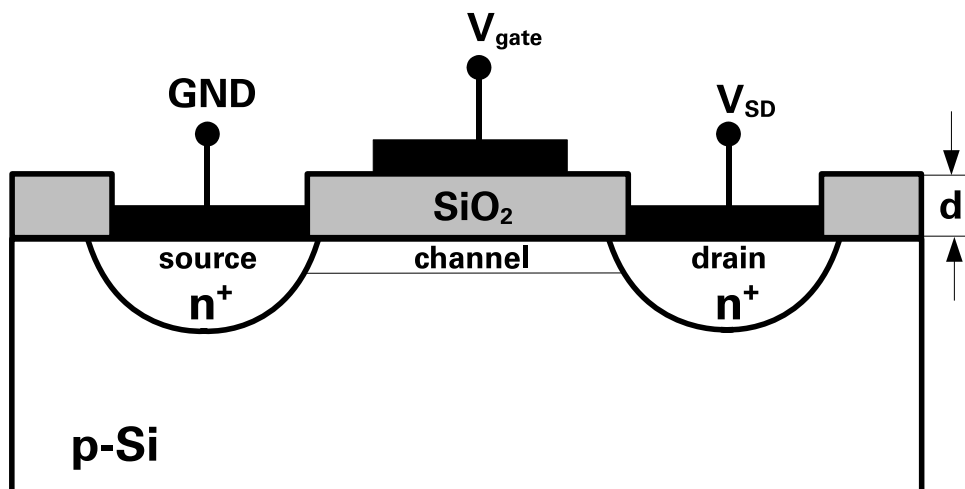 V_gate
GND
V_SD
SiO₂
d
source
channel
drain
n⁺
n⁺
p-Si